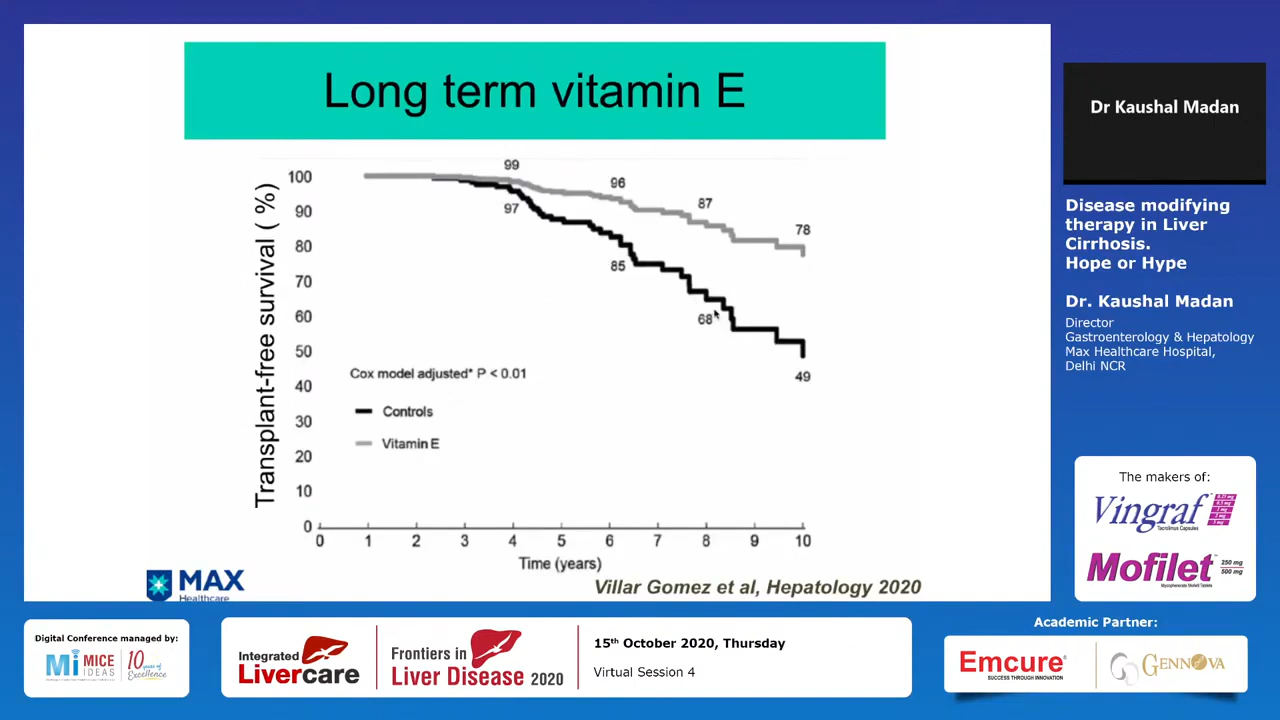 Long term vitamin E
Transplant-free survival ( %)
100
90
80
70
60
50
40
30
20
10
0
99
96
87
78
97
85
68
49
Cox model adjusted* P < 0.01
Controls
Vitamin E
0 1 2 3 4 5 6 7 8 9 10
Time (years)
MAX
Healthcare
Villar Gomez et al, Hepatology 2020
Dr Kaushal Madan
Disease modifying
therapy in Liver
Cirrhosis.
Hope or Hype
Dr. Kaushal Madan
Director
Gastroenterology & Hepatology
Max Healthcare Hospital,
Delhi NCR
The makers of:
Vingraf
Tacrolimus Capsules
Mofilet
Mycophenolate Mofetil Tablets
250 mg
500 mg
Digital Conference managed by:
Mi MICE
IDEAS
10 years of
Excellence
Integrated
Livercare
Frontiers in
Liver Disease 2020
15th October 2020, Thursday
Virtual Session 4
Academic Partner:
Emcure®
SUCCESS THROUGH INNOVATION
GENNOVA